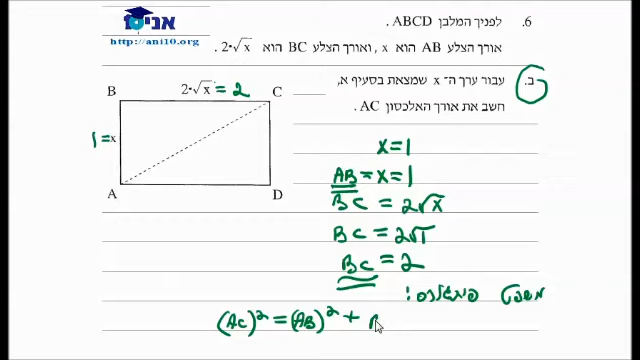 אניס10
http://ani10.org
6. לפניך המלבן ABCD .
אורך הצלע AB הוא x , ואורך הצלע BC הוא 2·√x .
ב. עבור ערך ה־ x שמצאת בסעיף א,
חשב את אורך האלכסון AC.
B 2·√x = 2 C
1 = x
A D
x = 1
AB = x = 1
BC = 2√x
BC = 2√1
BC = 2
משפט פיתגורס:
(AC)² = (AB)² +